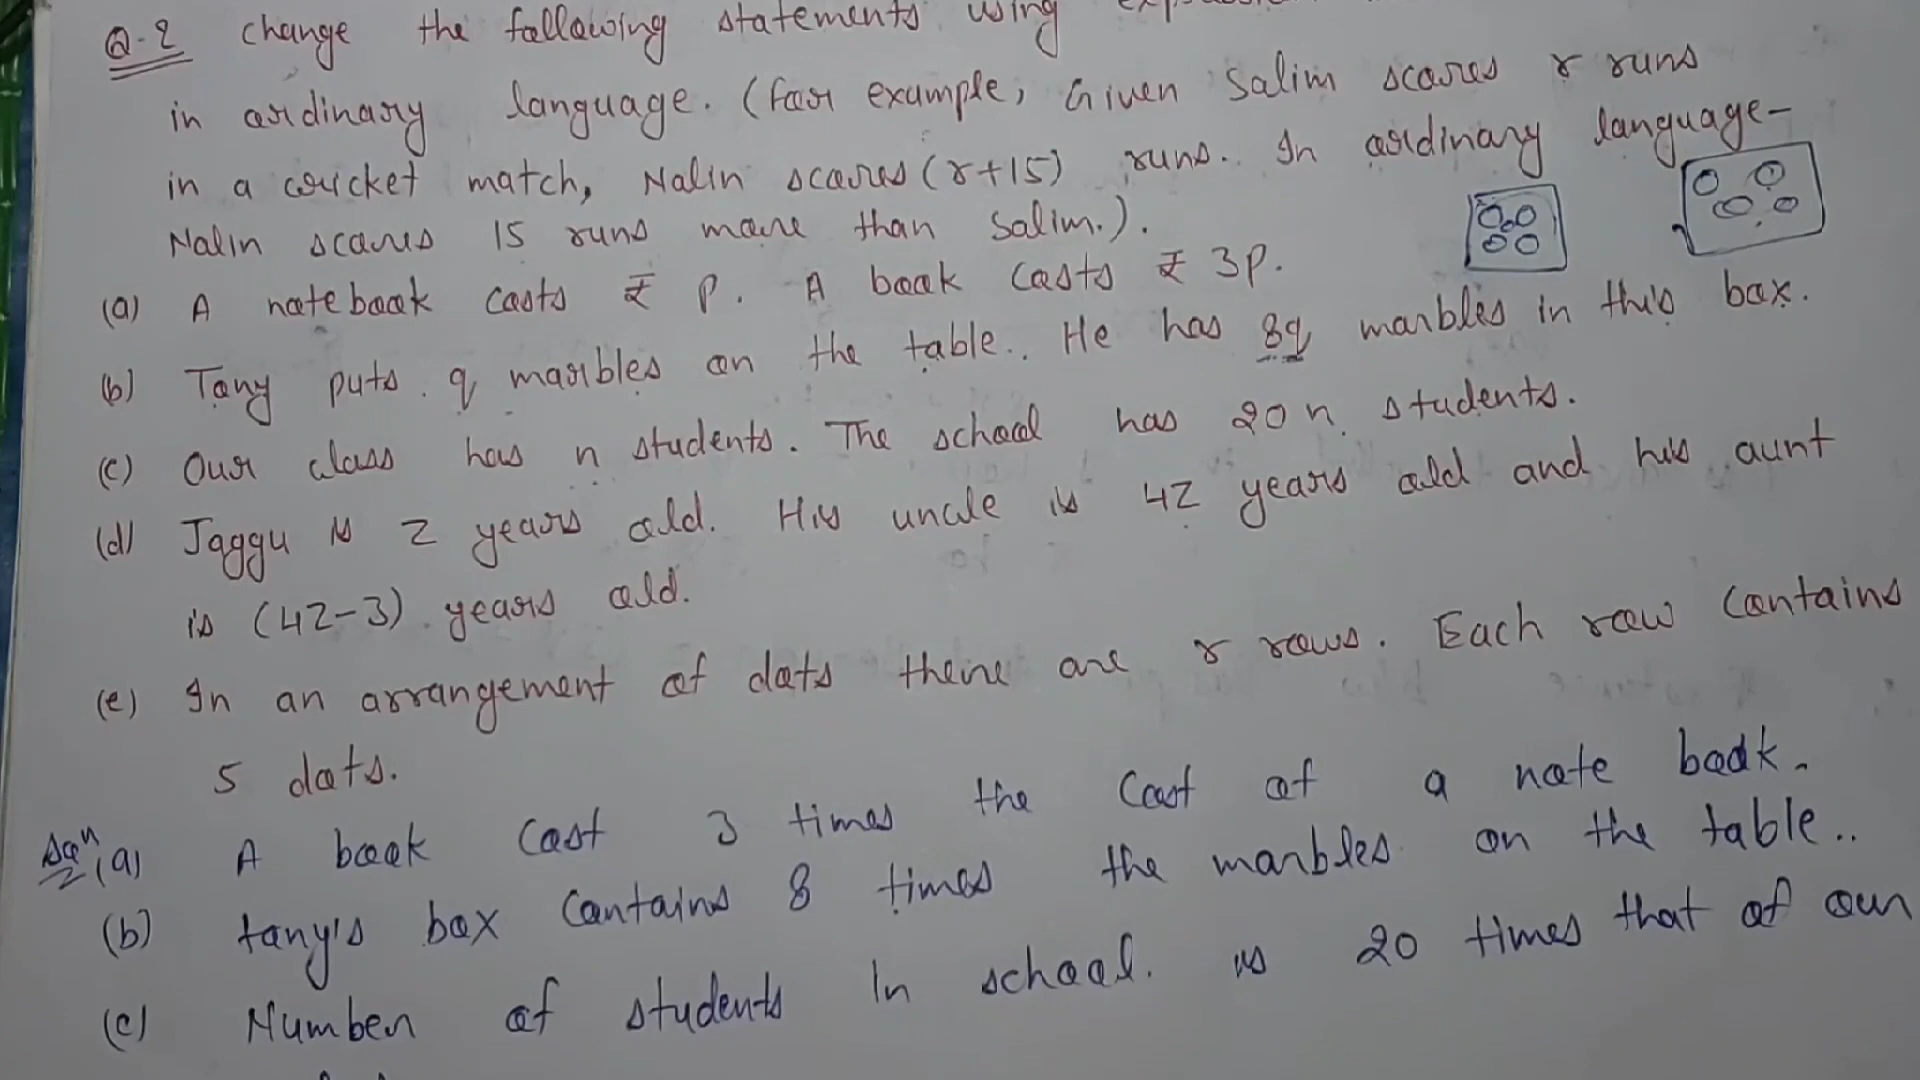 Q-2 change the following statements using
in ordinary language. (for example, Given Salim scores r runs
in a cricket match, Nalin scores (r+15) runs. In ordinary language-
Nalin scores 15 runs more than Salim.).
(a) A notebook costs ₹ p. A book costs ₹ 3p.
(b) Tony puts q marbles on the table. He has 8q marbles in this box.
(c) Our class has n students. The school has 20n students.
(d) Jaggu is z years old. His uncle is 4z years old and his aunt
is (4z-3) years old.
(e) In an arrangement of dots there are r rows. Each row contains
5 dots.
Soln (a) A book cost 3 times the cost of a note book.
(b) tony's box contains 8 times the marbles on the table..
(c) Number of students In school. is 20 times that of our